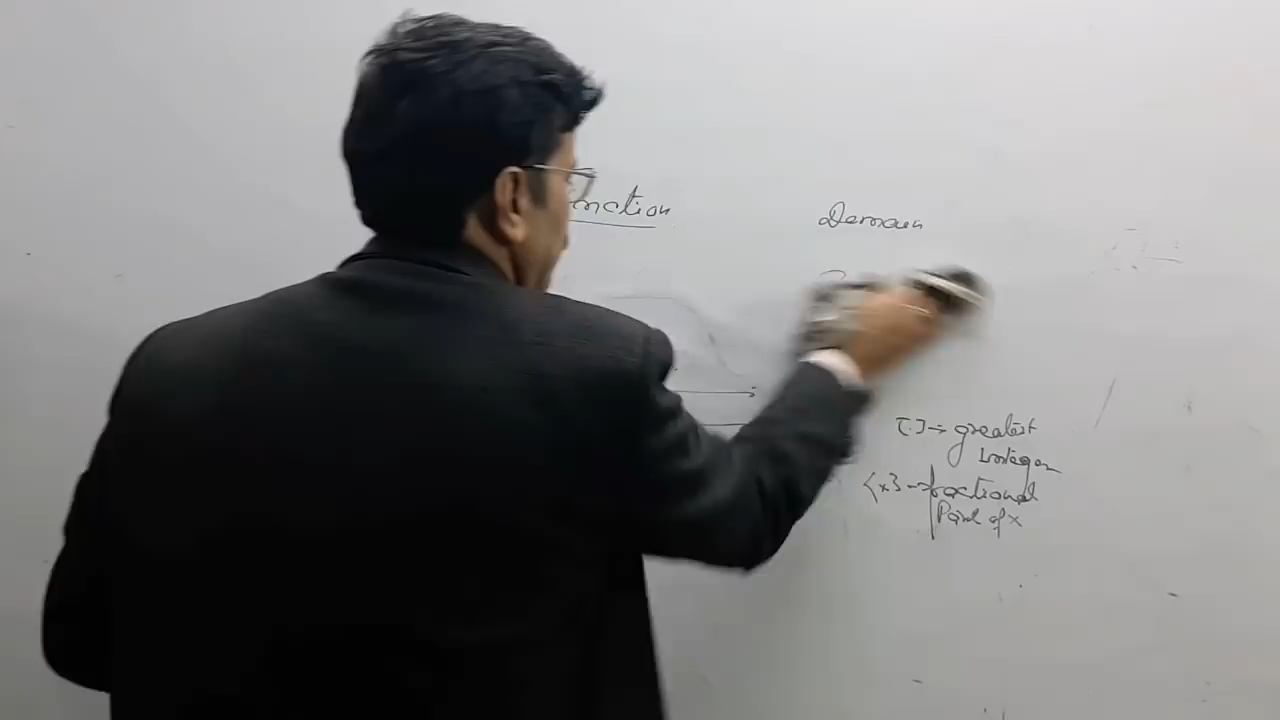 nction
Domain
[.] → greatest
Integer
{x} → fractional
Part of x